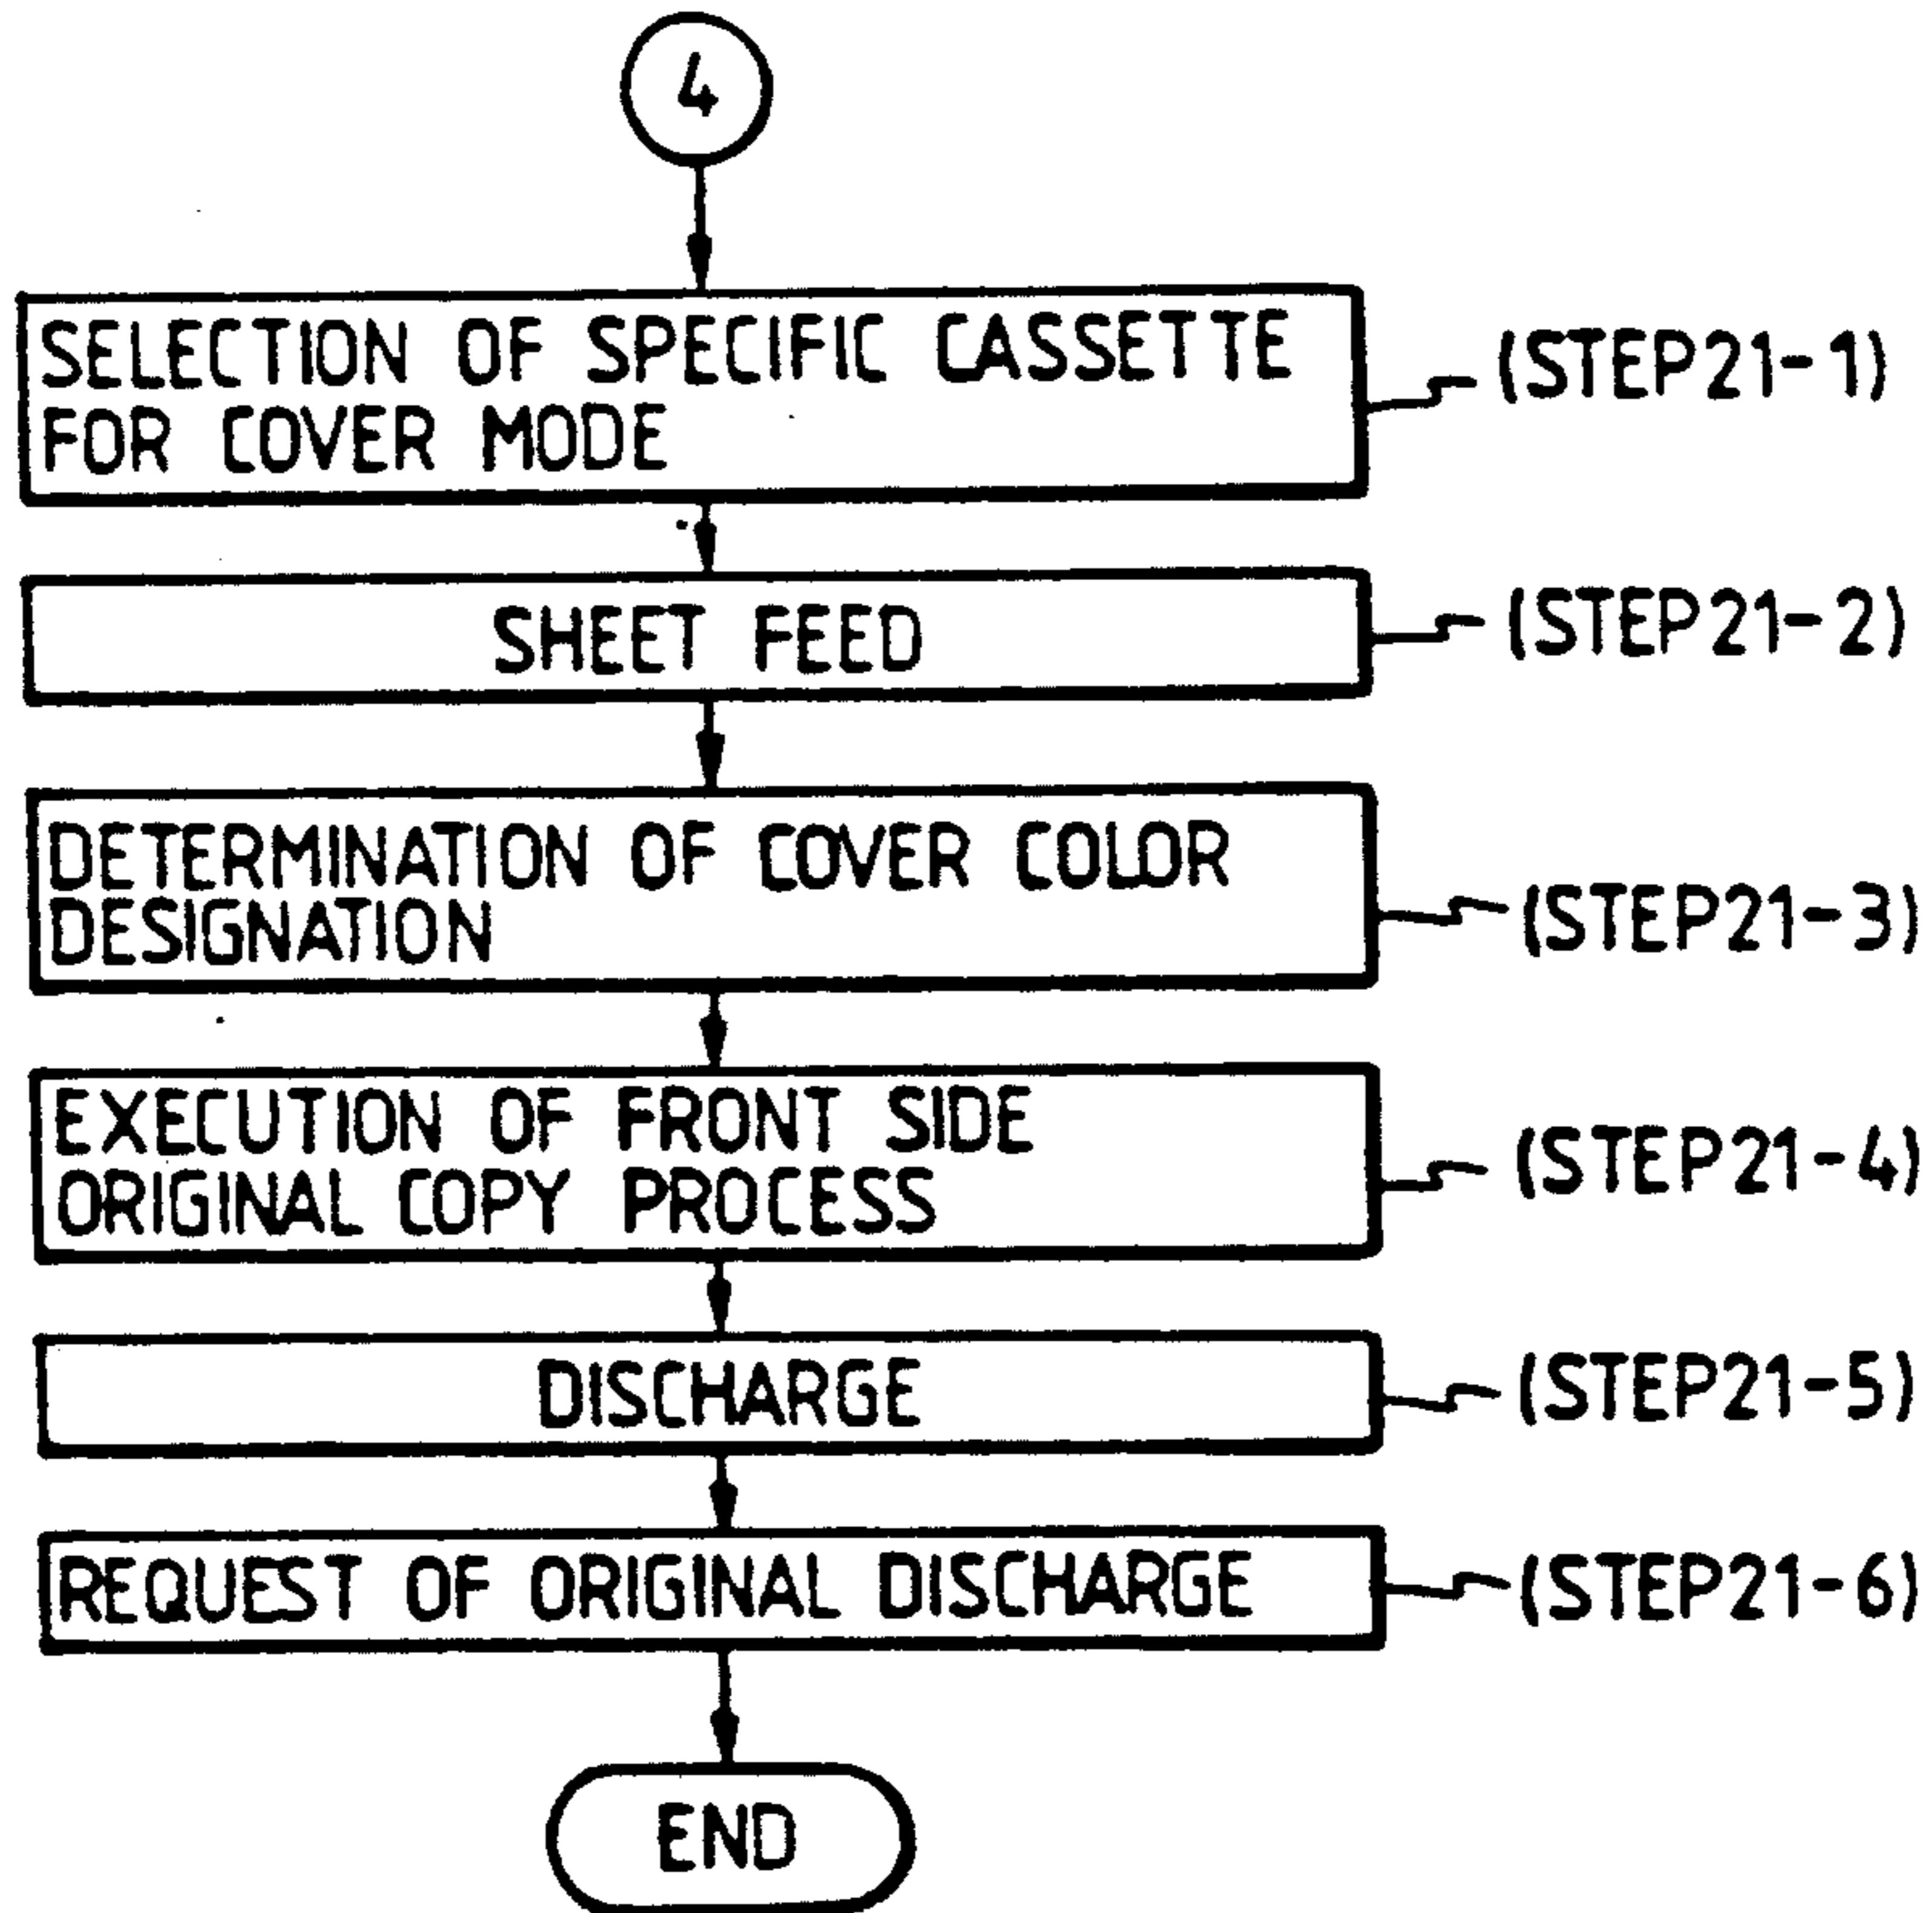 4
SELECTION OF SPECIFIC CASSETTE
FOR COVER MODE
(STEP21-1)
SHEET FEED
(STEP21-2)
DETERMINATION OF COVER COLOR
DESIGNATION
(STEP21-3)
EXECUTION OF FRONT SIDE
ORIGINAL COPY PROCESS
(STEP21-4)
DISCHARGE
(STEP21-5)
REQUEST OF ORIGINAL DISCHARGE
(STEP21-6)
END